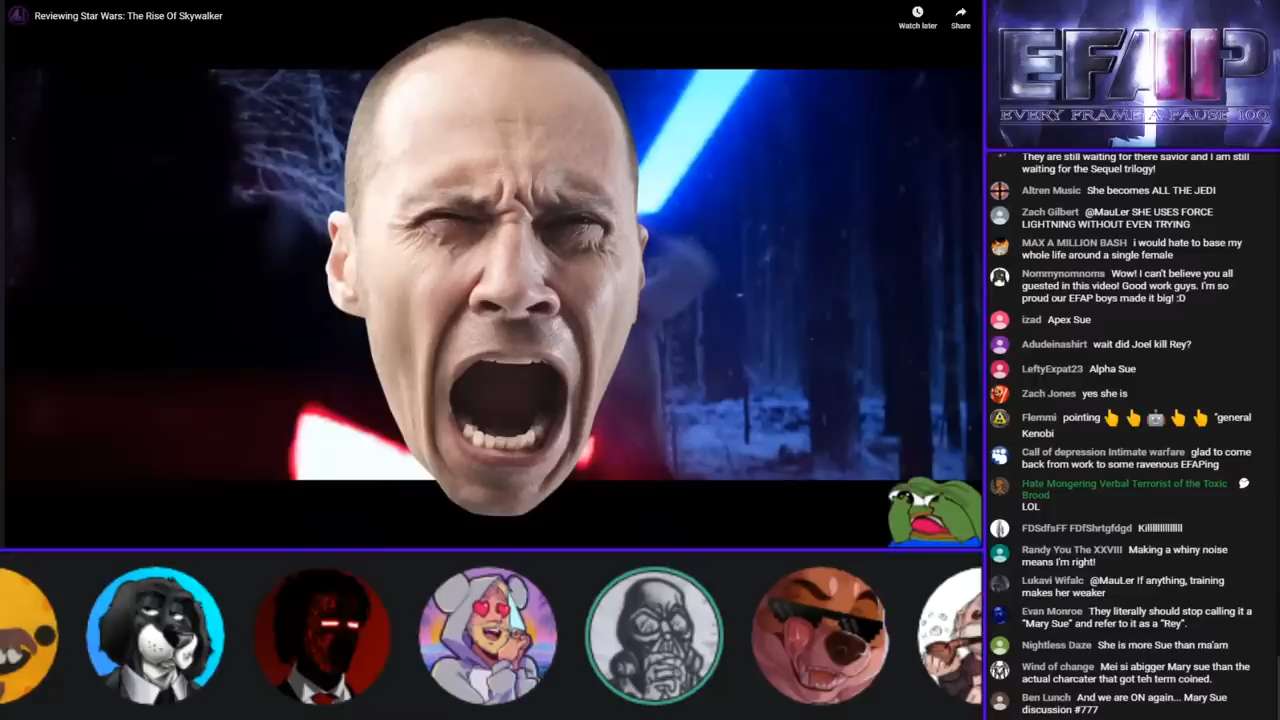 Reviewing Star Wars: The Rise Of Skywalker
Watch later
Share
EFAP
EVERY FRAME A PAUSE 100
They are still waiting for there savior and I am still
waiting for the Sequel trilogy!
Altren Music She becomes ALL THE JEDI
Zach Gilbert @MauLer SHE USES FORCE
LIGHTNING WITHOUT EVEN TRYING
MAX A MILLION BASH i would hate to base my
whole life around a single female
Nommynomnoms Wow! I can't believe you all
guested in this video! Good work guys. I'm so
proud our EFAP boys made it big! :D
izad Apex Sue
Adudeinashirt wait did Joel kill Rey?
LeftyExpat23 Alpha Sue
Zach Jones yes she is
Flemmi pointing 👆 👆 🤖 👆 👆 "general
Kenobi
Call of depression Intimate warfare glad to come
back from work to some ravenous EFAPing
Hate Mongering Verbal Terrorist of the Toxic
Brood
LOL
FDSdfsFF FDfShrtgfdgd Killlllllllllllll
Randy You The XXVIII Making a whiny noise
means I'm right!
Lukavi Wifalc @MauLer If anything, training
makes her weaker
Evan Monroe They literally should stop calling it a
"Mary Sue" and refer to it as a "Rey".
Nightless Daze She is more Sue than ma'am
Wind of change Mei si abigger Mary sue than the
actual charcater that got teh term coined.
Ben Lunch And we are ON again... Mary Sue
discussion #777